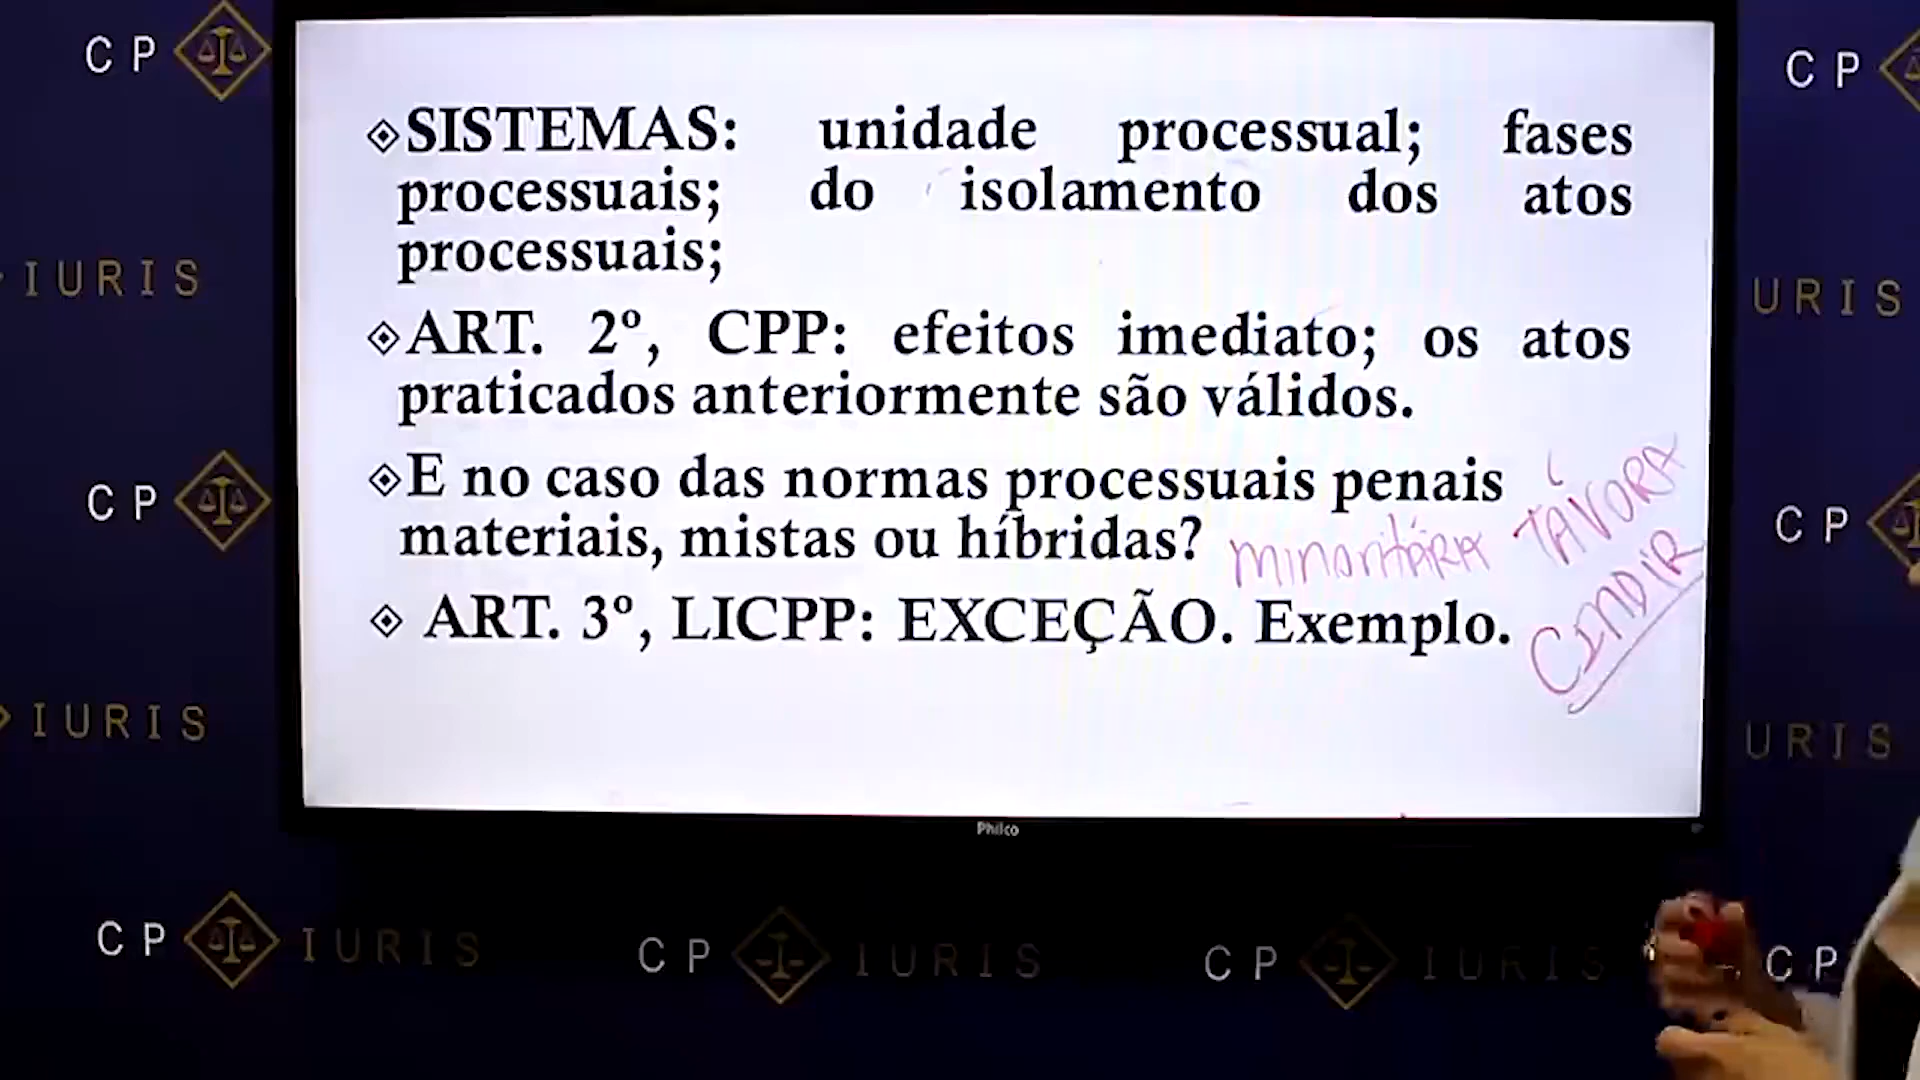 CP
CP
SISTEMAS: unidade processual; fases
processuais; do isolamento dos atos
processuais;
IURIS
URIS
ART. 2º, CPP: efeitos imediato; os atos
praticados anteriormente são válidos.
E no caso das normas processuais penais
materiais, mistas ou híbridas?
minoritária TÁVORA
CINDIR
CP
CP
ART. 3º, LICPP: EXCEÇÃO. Exemplo.
IURIS
URIS
Philco
CP IURIS
CP IURIS
CP IURIS
CP